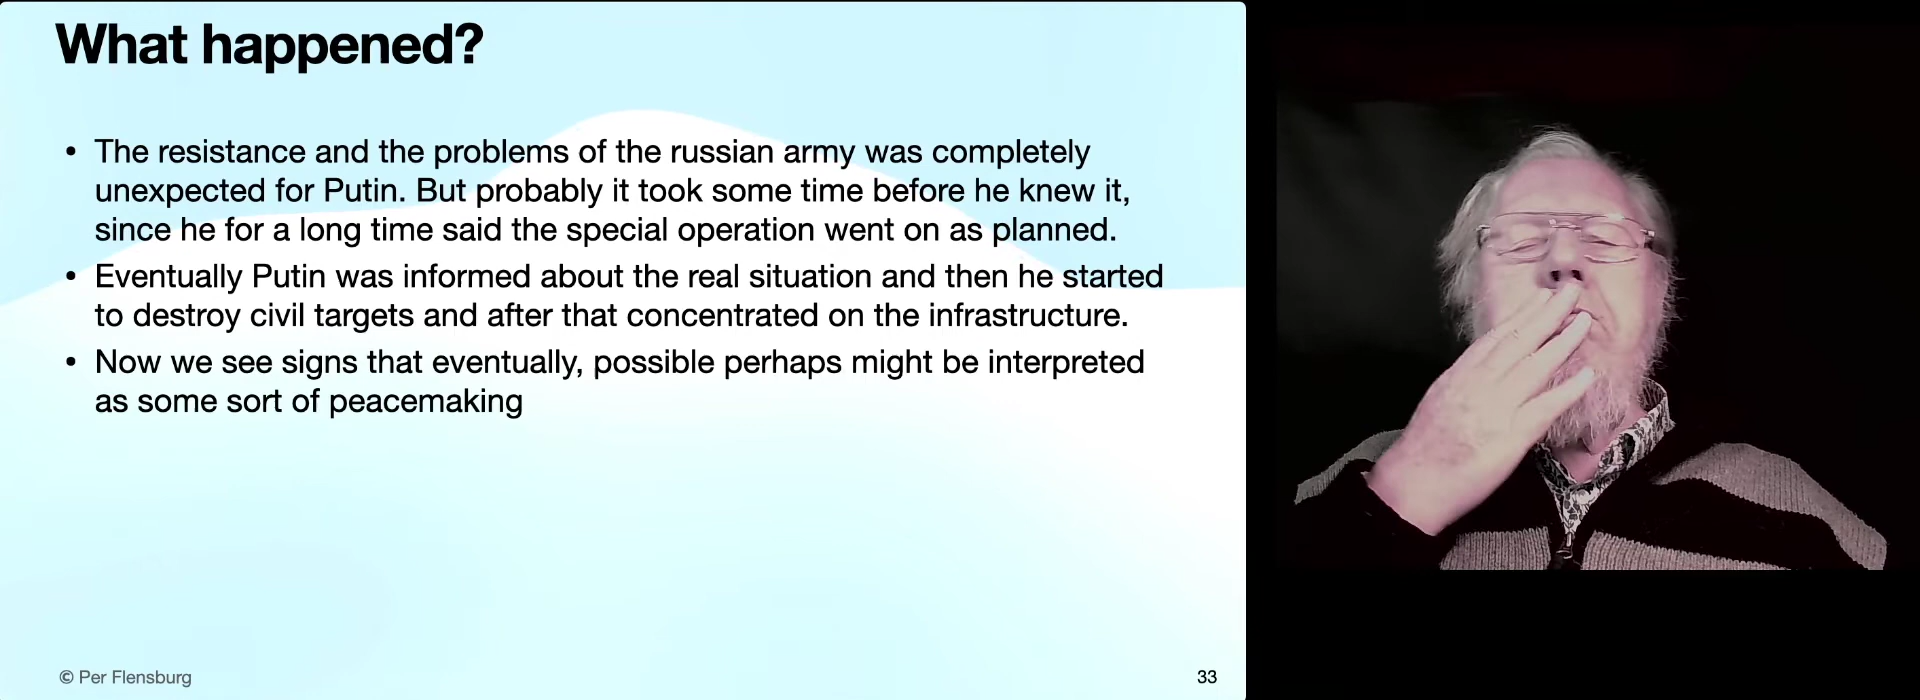 What happened?
• The resistance and the problems of the russian army was completely
unexpected for Putin. But probably it took some time before he knew it,
since he for a long time said the special operation went on as planned.
• Eventually Putin was informed about the real situation and then he started
to destroy civil targets and after that concentrated on the infrastructure.
• Now we see signs that eventually, possible perhaps might be interpreted
as some sort of peacemaking
© Per Flensburg
33